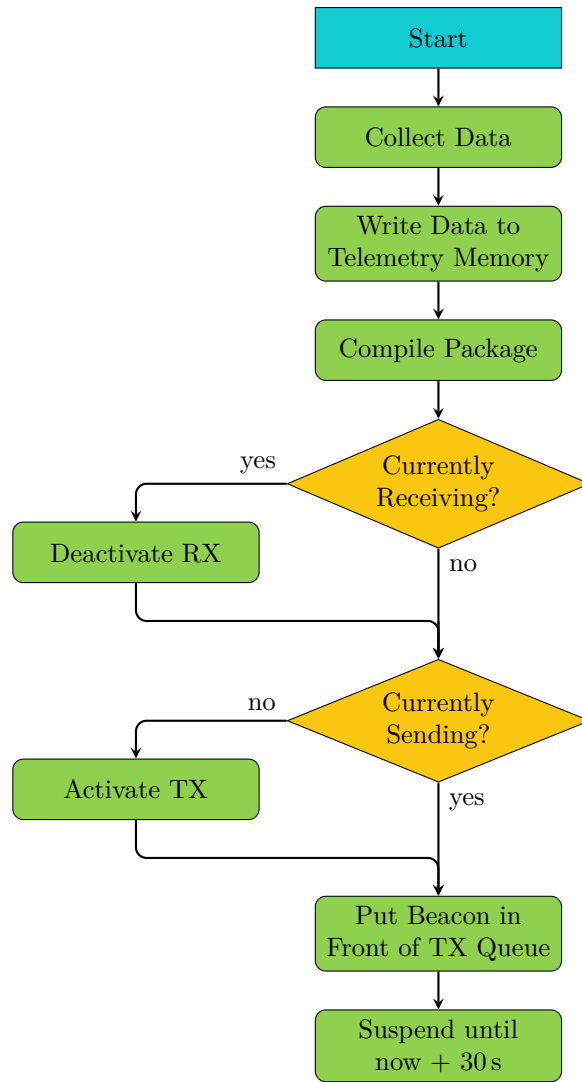 Start
Collect Data
Write Data to
Telemetry Memory
Compile Package
Currently
Receiving?
yes
no
Deactivate RX
Currently
Sending?
no
yes
Activate TX
Put Beacon in
Front of TX Queue
Suspend until
now + 30 s